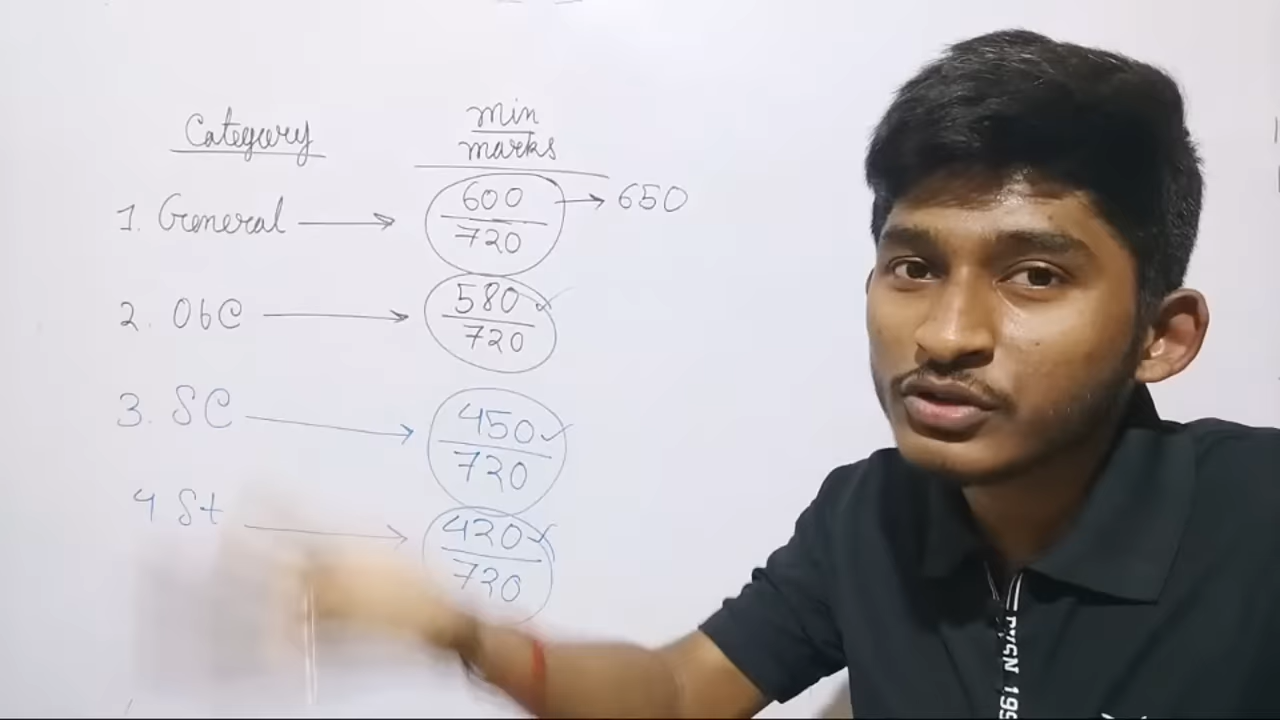 Category
min
marks
1. General → 600/720 → 650
2. Obc → 580/720
3. SC → 450/720
4 St → 420/720